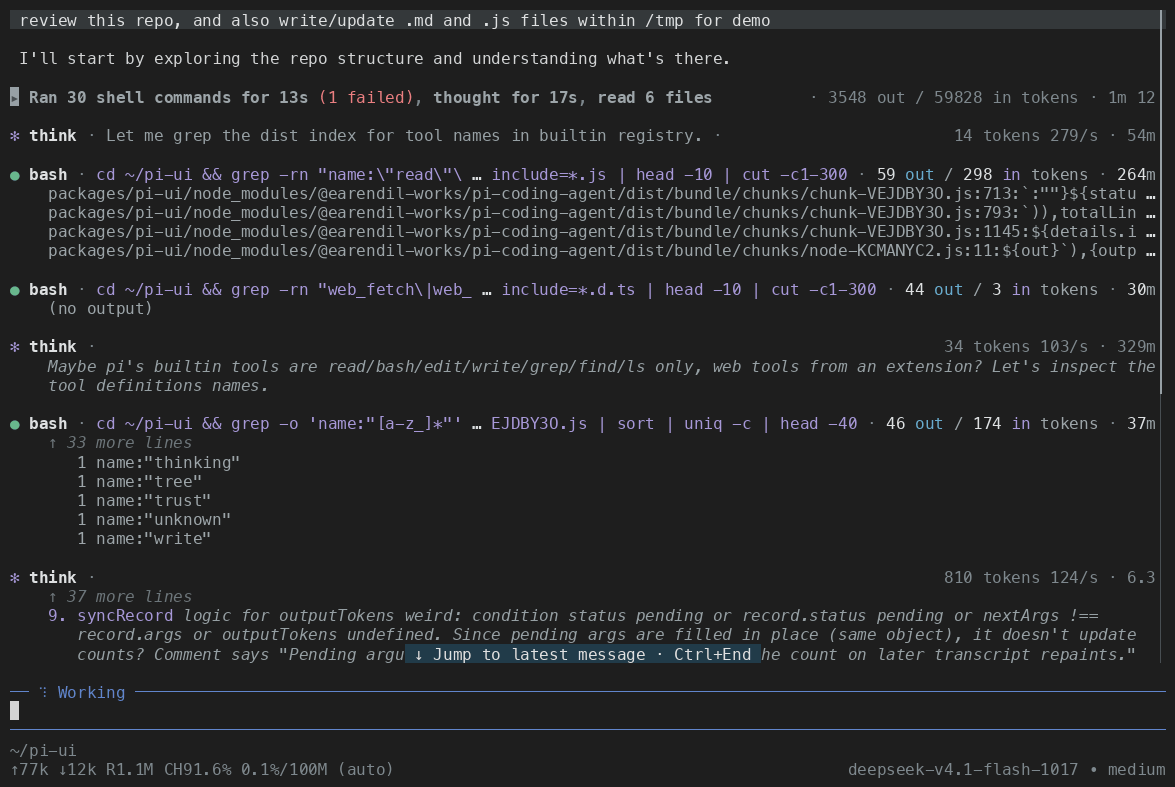 review this repo, and also write/update .md and .js files within /tmp for demo
I'll start by exploring the repo structure and understanding what's there.
▸ Ran 30 shell commands for 13s (1 failed), thought for 17s, read 6 files · 3548 out / 59828 in tokens · 1m 12
✻ think · Let me grep the dist index for tool names in builtin registry. · 14 tokens 279/s · 54m
● bash · cd ~/pi-ui && grep -rn "name:\"read\"\ … include=*.js | head -10 | cut -c1-300 · 59 out / 298 in tokens · 264m
packages/pi-ui/node_modules/@earendil-works/pi-coding-agent/dist/bundle/chunks/chunk-VEJDBY3O.js:713:`:""}${statu …
packages/pi-ui/node_modules/@earendil-works/pi-coding-agent/dist/bundle/chunks/chunk-VEJDBY3O.js:793:`)),totalLin …
packages/pi-ui/node_modules/@earendil-works/pi-coding-agent/dist/bundle/chunks/chunk-VEJDBY3O.js:1145:${details.i …
packages/pi-ui/node_modules/@earendil-works/pi-coding-agent/dist/bundle/chunks/node-KCMANYC2.js:11:${out}`),{outp …
● bash · cd ~/pi-ui && grep -rn "web_fetch\|web_ … include=*.d.ts | head -10 | cut -c1-300 · 44 out / 3 in tokens · 30m
(no output)
✻ think · 34 tokens 103/s · 329m
Maybe pi's builtin tools are read/bash/edit/write/grep/find/ls only, web tools from an extension? Let's inspect the
tool definitions names.
● bash · cd ~/pi-ui && grep -o 'name:"[a-z_]*"' … EJDBY3O.js | sort | uniq -c | head -40 · 46 out / 174 in tokens · 37m
↑ 33 more lines
1 name:"thinking"
1 name:"tree"
1 name:"trust"
1 name:"unknown"
1 name:"write"
✻ think · 810 tokens 124/s · 6.3
↑ 37 more lines
9. syncRecord logic for outputTokens weird: condition status pending or record.status pending or nextArgs !==
record.args or outputTokens undefined. Since pending args are filled in place (same object), it doesn't update
counts? Comment says "Pending argu ↓ Jump to latest message · Ctrl+End he count on later transcript repaints."
Working
~/pi-ui
↑77k ↓12k R1.1M CH91.6% 0.1%/100M (auto) deepseek-v4.1-flash-1017 • medium